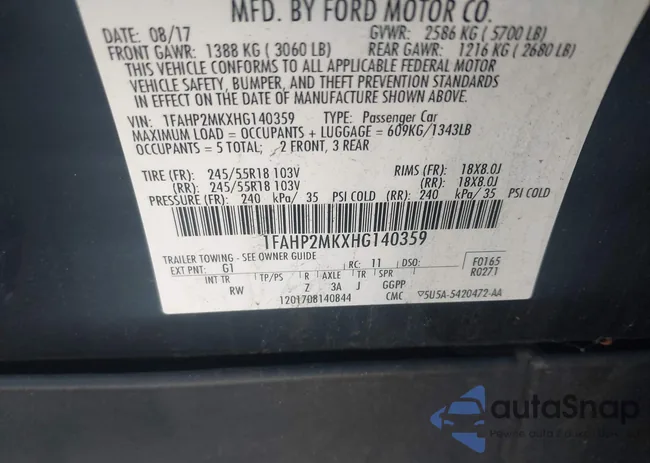 MFD. BY FORD MOTOR CO.
DATE: 08/17 GVWR: 2586 KG ( 5700 LB)
FRONT GAWR: 1388 KG ( 3060 LB) REAR GAWR: 1216 KG ( 2680 LB)
THIS VEHICLE CONFORMS TO ALL APPLICABLE FEDERAL MOTOR
VEHICLE SAFETY, BUMPER, AND THEFT PREVENTION STANDARDS
IN EFFECT ON THE DATE OF MANUFACTURE SHOWN ABOVE.
VIN: 1FAHP2MKXHG140359 TYPE: Passenger Car
MAXIMUM LOAD = OCCUPANTS + LUGGAGE = 609KG/1343LB
OCCUPANTS = 5 TOTAL; 2 FRONT, 3 REAR
TIRE (FR): 245/55R18 103V RIMS (FR): 18X8.0J
(RR): 245/55R18 103V (RR): 18X8.0J
PRESSURE (FR): 240 kPa/ 35 PSI COLD (RR): 240 kPa/ 35 PSI COLD
1FAHP2MKXHG140359
TRAILER TOWING - SEE OWNER GUIDE
EXT PNT: G1 RC: 11 DSO: F0165
INT TR TP/PS R AXLE TR SPR R0271
RW Z 3A J GGPP
1201708140844 CMC 5U5A-5420472-AA
autoSnap